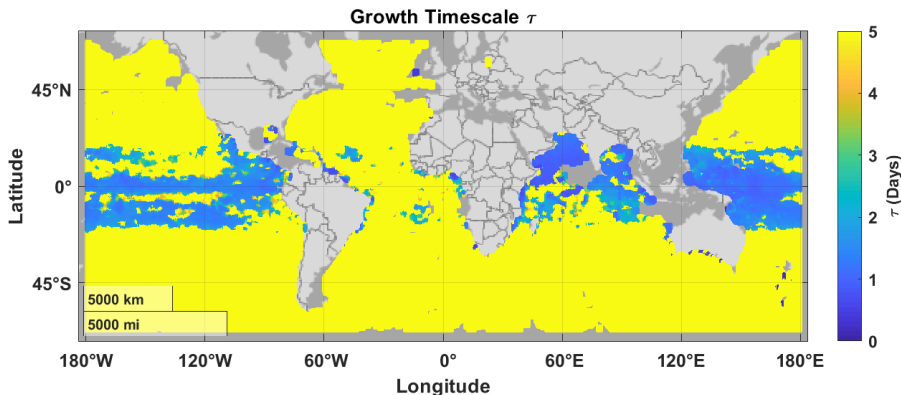 Growth Timescale τ
Latitude
45°N
0°
45°S
5000 km
5000 mi
180°W 120°W 60°W 0° 60°E 120°E 180°E
Longitude
5
4
3
2
1
0
τ (Days)